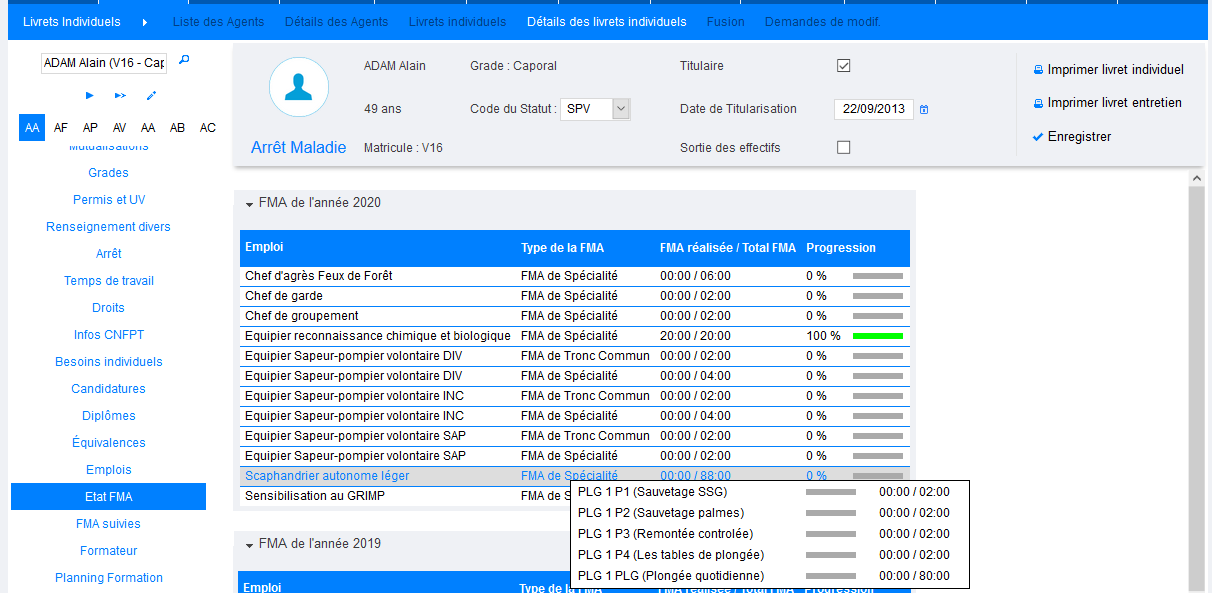 Livrets Individuels Liste des Agents Détails des Agents Livrets individuels Détails des livrets individuels Fusion Demandes de modif.
ADAM Alain (V16 - Cap
AA AF AP AV AA AB AC
Mutualisations
Grades
Permis et UV
Renseignement divers
Arrêt
Temps de travail
Droits
Infos CNFPT
Besoins individuels
Candidatures
Diplômes
Équivalences
Emplois
Etat FMA
FMA suivies
Formateur
Planning Formation
ADAM Alain Grade : Caporal Titulaire
49 ans Code du Statut : SPV Date de Titularisation 22/09/2013
Arrêt Maladie Matricule : V16 Sortie des effectifs
Imprimer livret individuel
Imprimer livret entretien
Enregistrer
FMA de l'année 2020
Emploi Type de la FMA FMA réalisée / Total FMA Progression
Chef d'agrès Feux de Forêt FMA de Spécialité 00:00 / 06:00 0 %
Chef de garde FMA de Spécialité 00:00 / 02:00 0 %
Chef de groupement FMA de Spécialité 00:00 / 02:00 0 %
Equipier reconnaissance chimique et biologique FMA de Spécialité 20:00 / 20:00 100 %
Equipier Sapeur-pompier volontaire DIV FMA de Tronc Commun 00:00 / 02:00 0 %
Equipier Sapeur-pompier volontaire DIV FMA de Spécialité 00:00 / 04:00 0 %
Equipier Sapeur-pompier volontaire INC FMA de Tronc Commun 00:00 / 02:00 0 %
Equipier Sapeur-pompier volontaire INC FMA de Spécialité 00:00 / 04:00 0 %
Equipier Sapeur-pompier volontaire SAP FMA de Tronc Commun 00:00 / 02:00 0 %
Equipier Sapeur-pompier volontaire SAP FMA de Spécialité 00:00 / 02:00 0 %
Scaphandrier autonome léger FMA de Spécialité 00:00 / 88:00 0 %
Sensibilisation au GRIMP FMA de S
PLG 1 P1 (Sauvetage SSG) 00:00 / 02:00
PLG 1 P2 (Sauvetage palmes) 00:00 / 02:00
PLG 1 P3 (Remontée controlée) 00:00 / 02:00
PLG 1 P4 (Les tables de plongée) 00:00 / 02:00
PLG 1 PLG (Plongée quotidienne) 00:00 / 80:00
FMA de l'année 2019
Emploi Type de la FMA FMA réalisée / Total FMA Progression